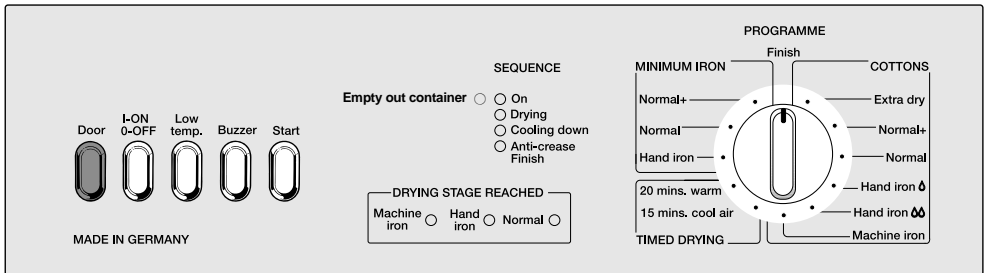 Door
I-ON
0-OFF
Low
temp.
Buzzer
Start
MADE IN GERMANY
SEQUENCE
Empty out container
On
Drying
Cooling down
Anti-crease
Finish
DRYING STAGE REACHED
Machine
iron
Hand
iron
Normal
PROGRAMME
Finish
MINIMUM IRON
COTTONS
Normal+
Normal
Hand iron
20 mins. warm
15 mins. cool air
TIMED DRYING
Extra dry
Normal+
Normal
Hand iron
Hand iron
Machine iron